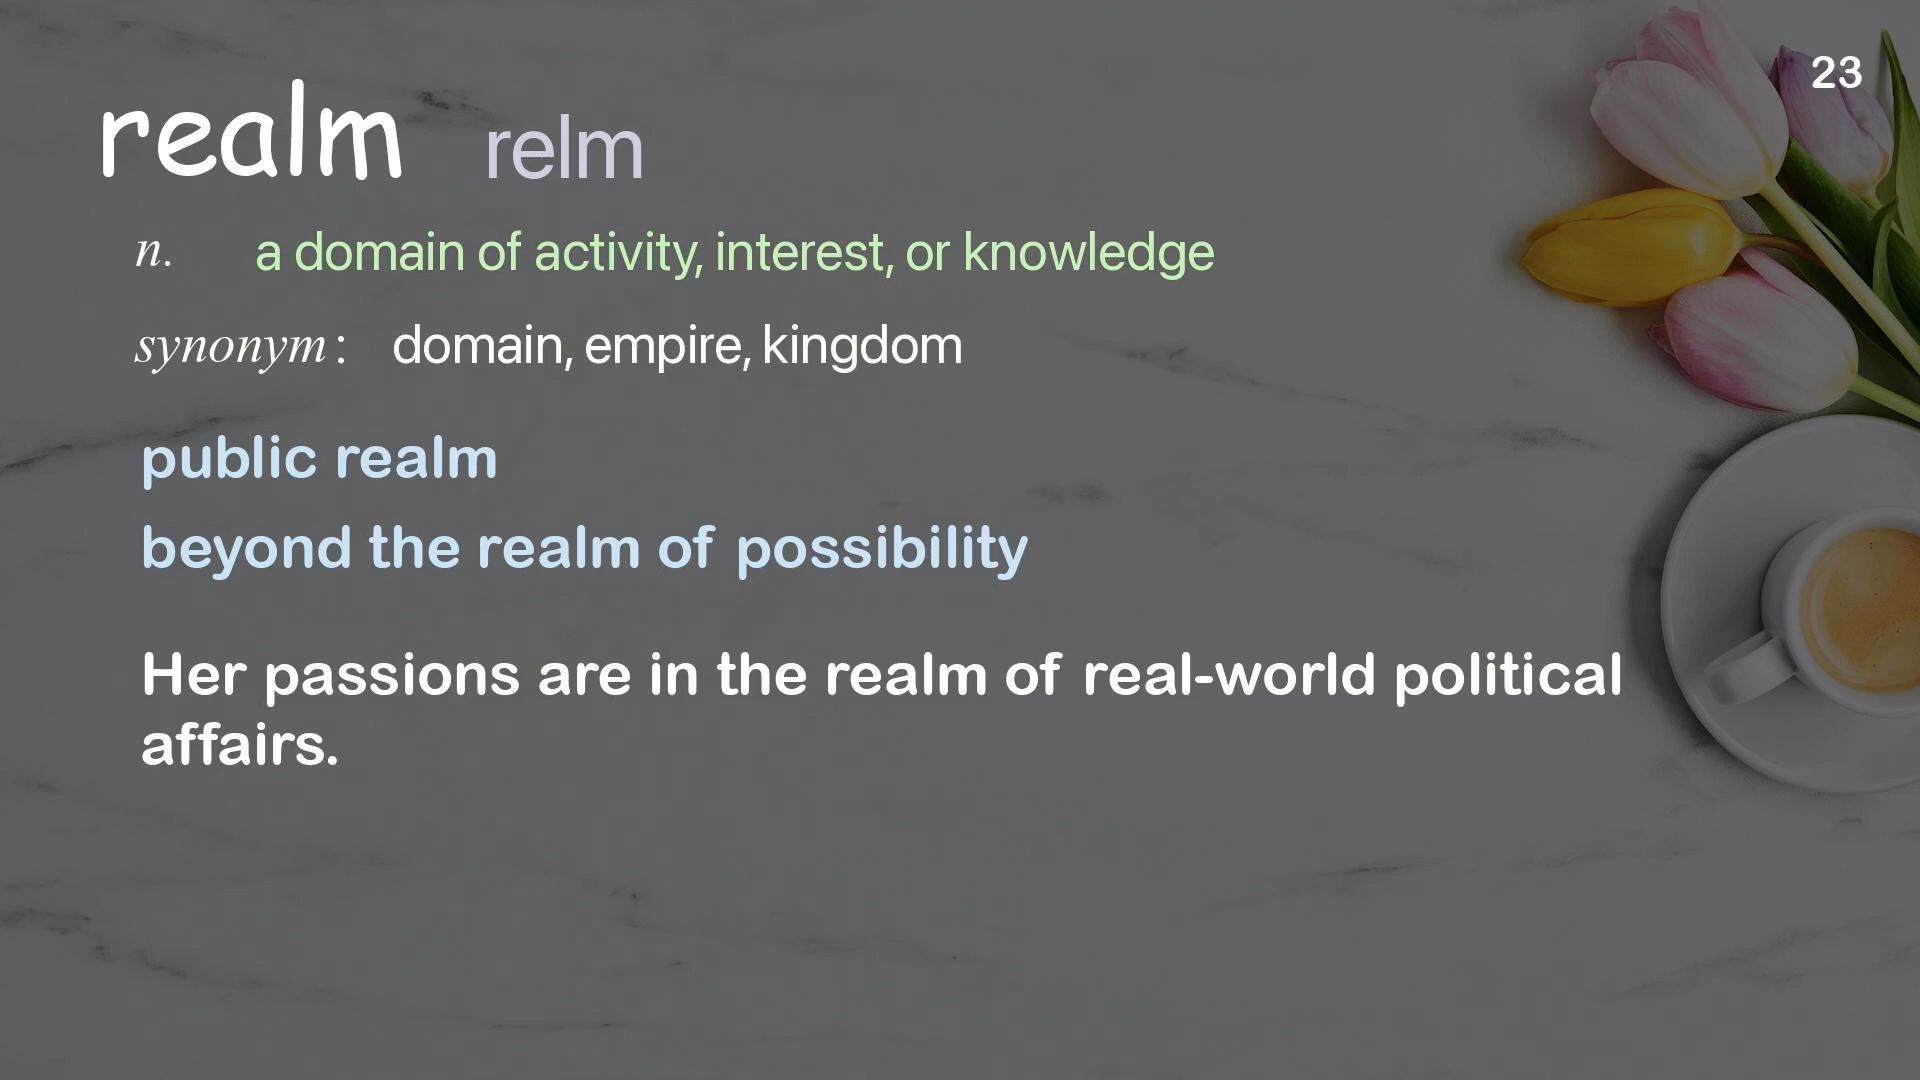 23
realm relm
n. a domain of activity, interest, or knowledge
synonym: domain, empire, kingdom
public realm
beyond the realm of possibility
Her passions are in the realm of real-world political
affairs.